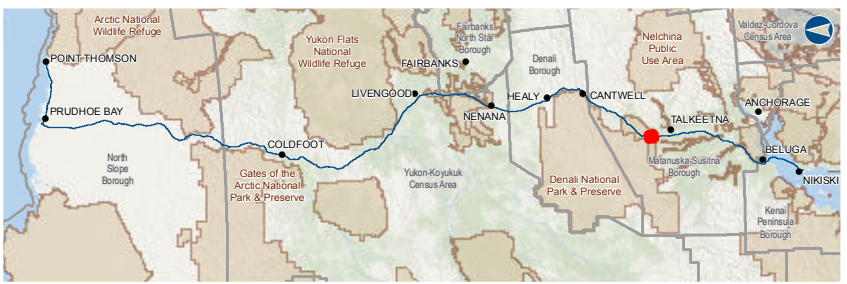 Arctic National
Wildlife Refuge
POINT THOMSON
PRUDHOE BAY
North
Slope
Borough
COLDFOOT
Gates of the
Arctic National
Park & Preserve
Yukon Flats
National
Wildlife Refuge
LIVENGOOD
FAIRBANKS
Fairbanks
North Star
Borough
NENANA
Yukon-Koyukuk
Census Area
Denali
Borough
HEALY
CANTWELL
Denali National
Park & Preserve
Nelchina
Public
Use Area
TALKEETNA
Matanuska-Susitna
Borough
Valdez-Cordova
Census Area
ANCHORAGE
BELUGA
NIKISKI
Kenai
Peninsula
Borough